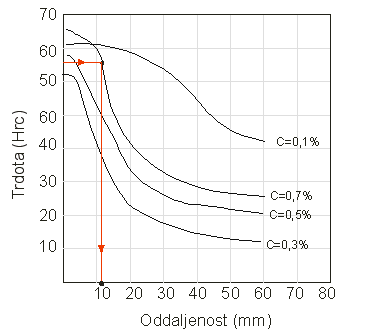 70
60
50
60
40
30
20
10
Trdota (Hrc)
C=0,1%
C=0,7%
C=0,5%
C=0,3%
10 20 30 40 50 60 70 80
Oddaljenost (mm)